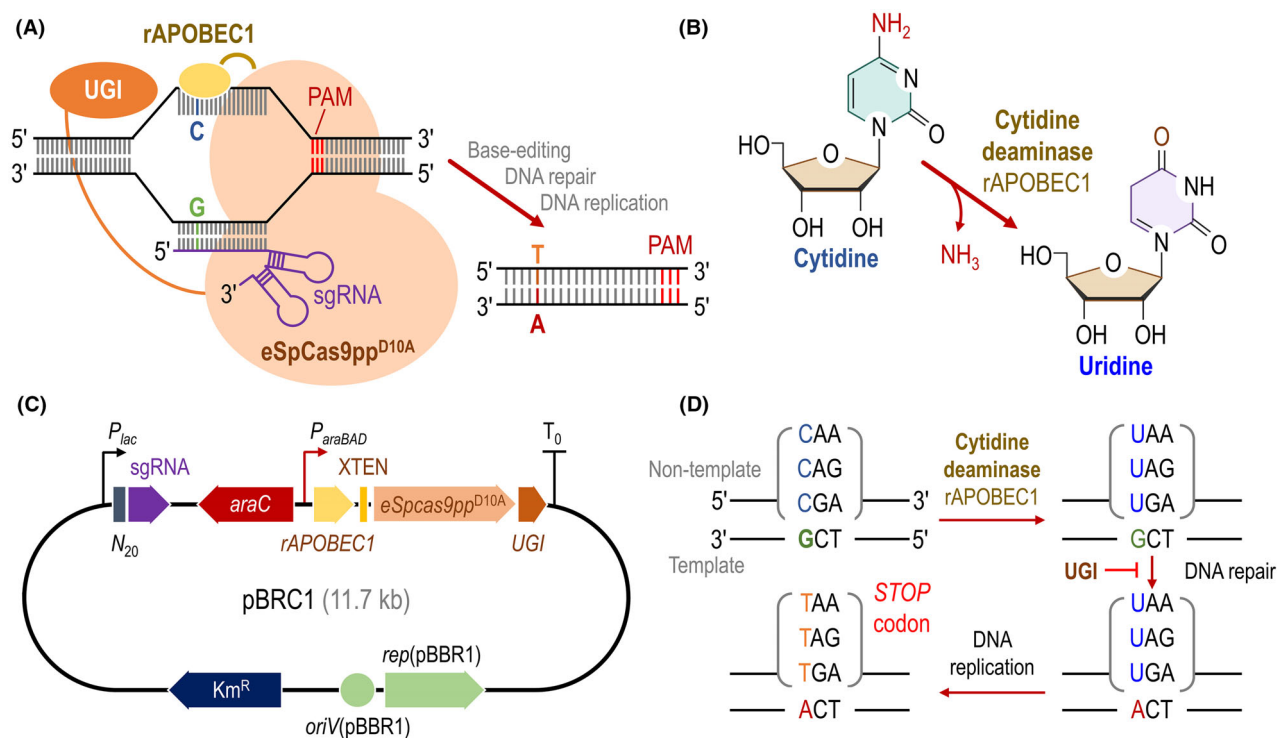 (A)
rAPOBEC1
UGI
PAM
C
5' 3'
3' 5'
G
5'
3'
sgRNA
eSpCas9ppD10A
Base-editing
DNA repair
DNA replication
T
PAM
5' 3'
3' 5'
A
(B)
NH2
N
N
O
HO
O
OH OH
Cytidine
Cytidine
deaminase
rAPOBEC1
NH3
O
NH
N
O
HO
O
OH OH
Uridine
(C)
Plac
sgRNA
araC
ParaBAD
XTEN
eSpcas9ppD10A
T0
N20
rAPOBEC1
UGI
pBRC1 (11.7 kb)
KmR
rep(pBBR1)
oriV(pBBR1)
(D)
Non-template
CAA
CAG
CGA
5' 3'
3' GCT 5'
Template
Cytidine
deaminase
rAPOBEC1
UAA
UAG
UGA
GCT
UGI
DNA repair
UAA
UAG
UGA
ACT
DNA
replication
TAA
TAG
TGA
ACT
STOP
codon